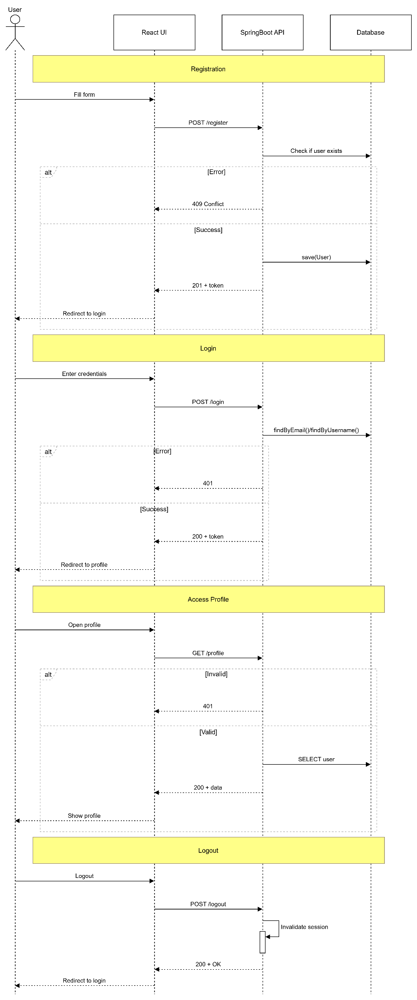 User
React UI
SpringBoot API
Database
Registration
Fill form
POST /register
Check if user exists
alt
[Error]
409 Conflict
[Success]
save(User)
201 + token
Redirect to login
Login
Enter credentials
POST /login
findByEmail()/findByUsername()
alt
[Error]
401
[Success]
200 + token
Redirect to profile
Access Profile
Open profile
GET /profile
alt
[Invalid]
401
[Valid]
SELECT user
200 + data
Show profile
Logout
Logout
POST /logout
Invalidate session
200 + OK
Redirect to login